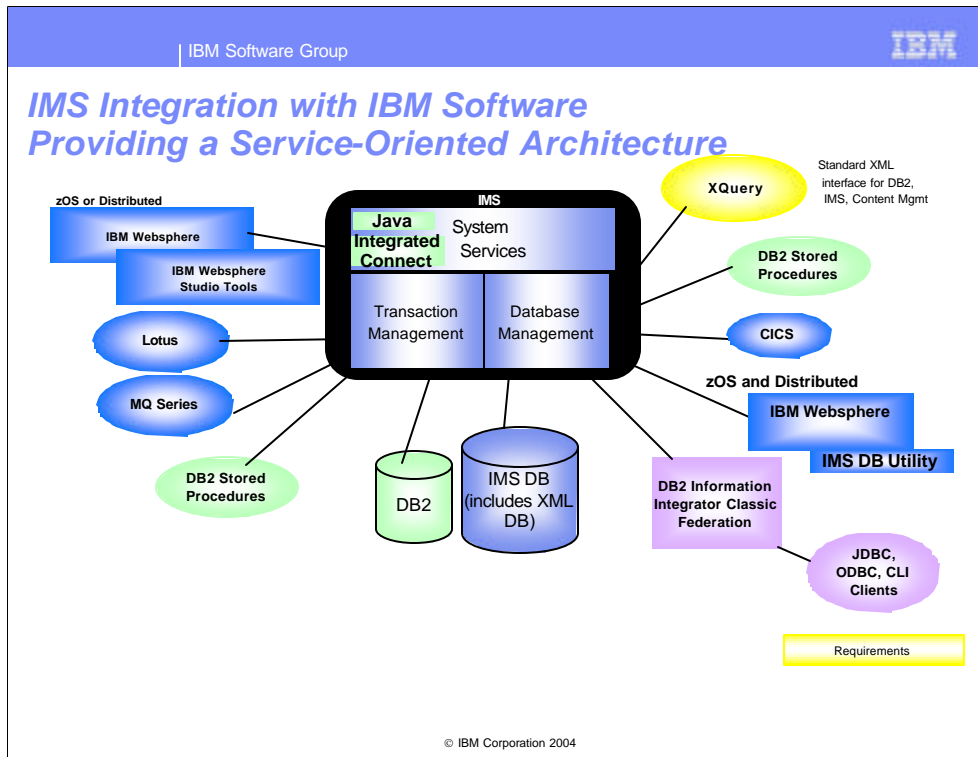 IBM Software Group
IBM
IMS Integration with IBM Software
Providing a Service-Oriented Architecture
zOS or Distributed
IBM Websphere
IBM Websphere
Studio Tools
Lotus
MQ Series
DB2 Stored
Procedures
IMS
Java
Integrated
Connect
System
Services
Transaction
Management
Database
Management
DB2
IMS DB
(includes XML
DB)
XQuery
Standard XML
interface for DB2,
IMS, Content Mgmt
DB2 Stored
Procedures
CICS
zOS and Distributed
IBM Websphere
IMS DB Utility
DB2 Information
Integrator Classic
Federation
JDBC,
ODBC, CLI
Clients
Requirements
© IBM Corporation 2004